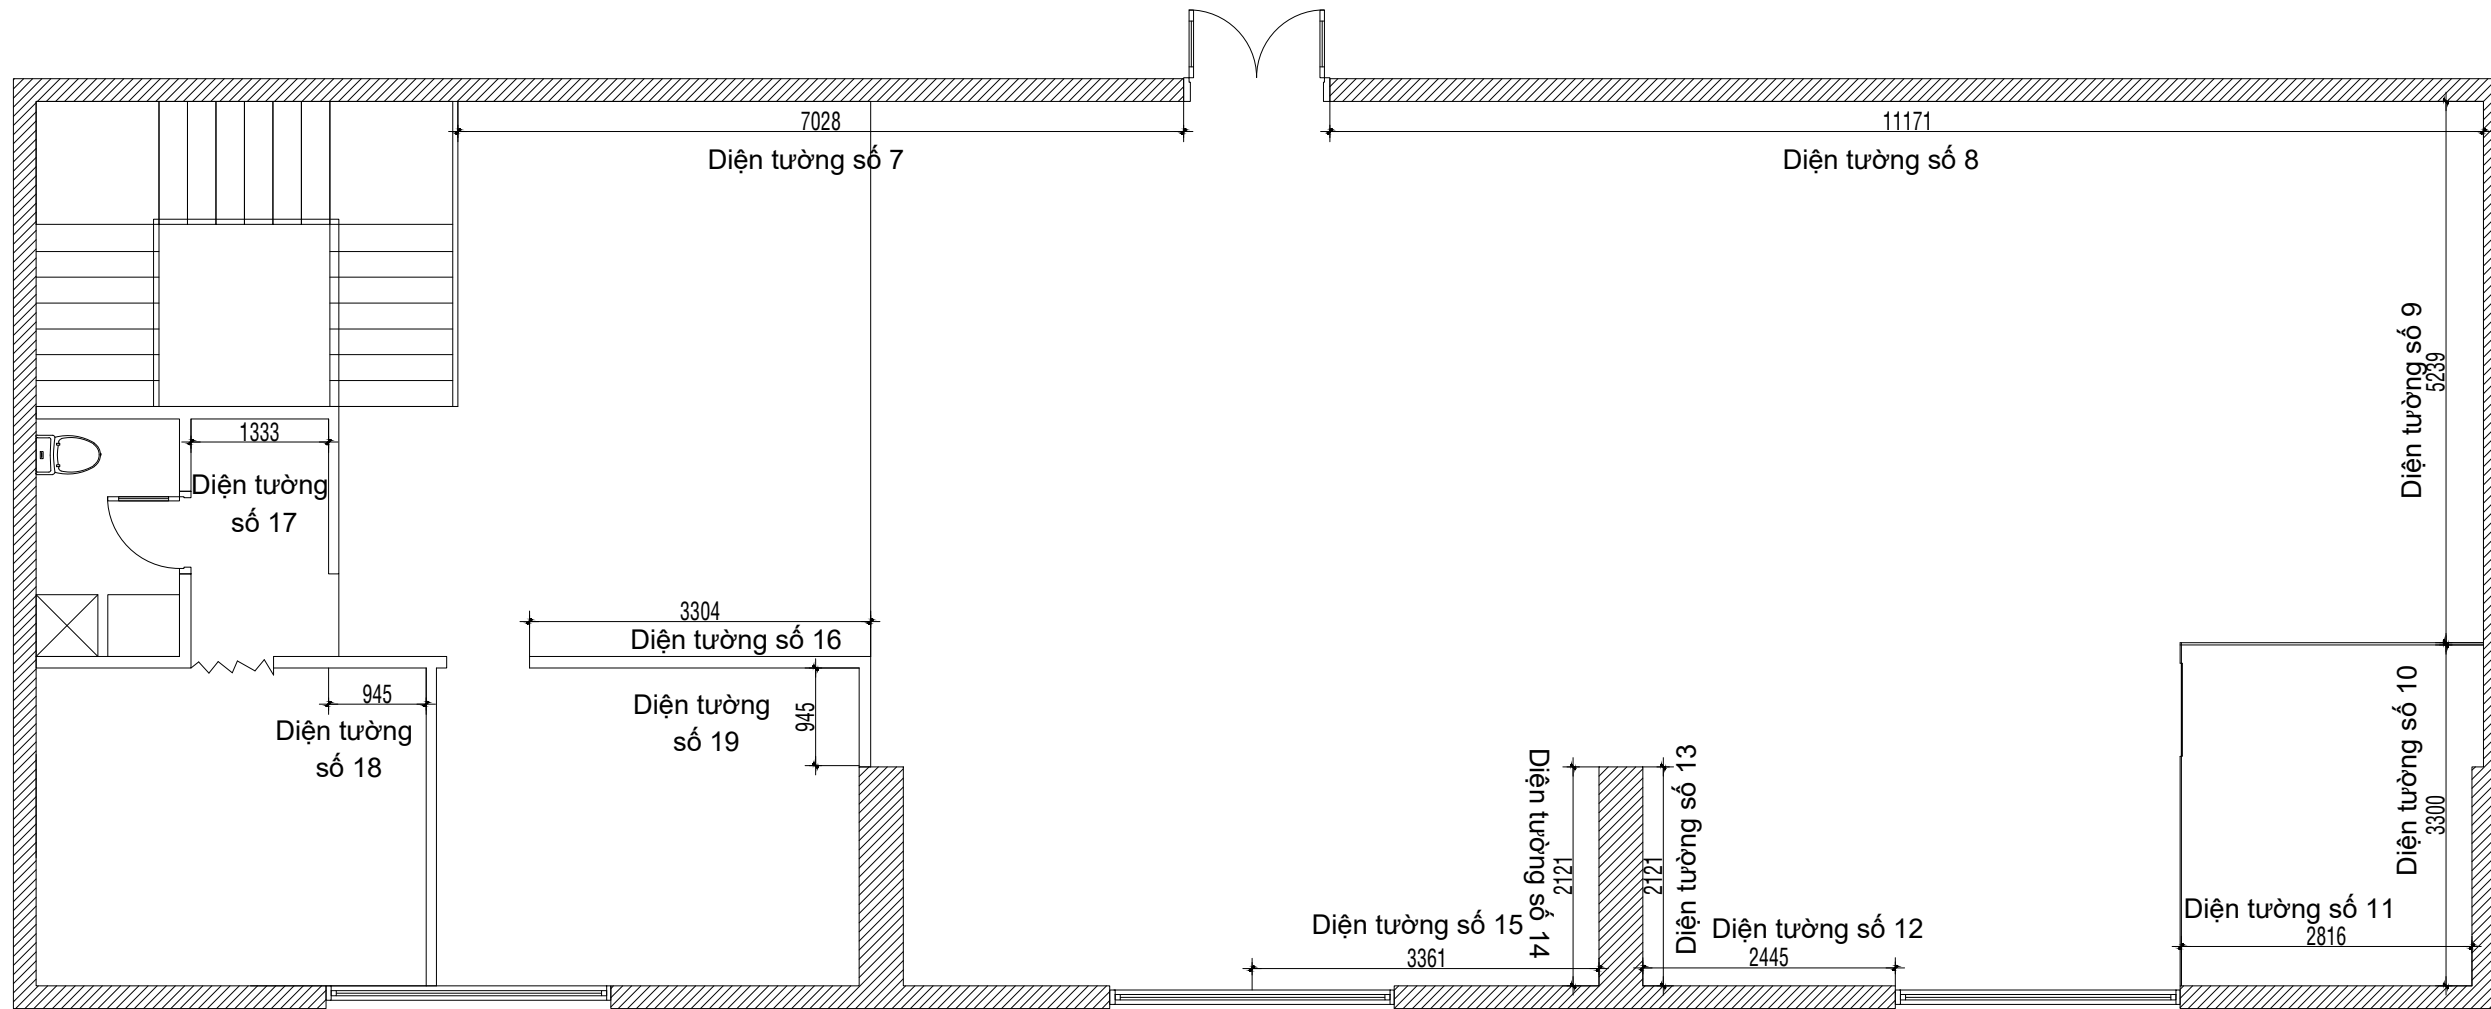 7028
Diện tường số 7
11171
Diện tường số 8
Diện tường số 9
5239
1333
Diện tường
số 17
3304
Diện tường số 16
945
Diện tường
số 18
Diện tường
số 19
945
Diện tường số 10
3300
Diện tường số 11
2816
Diện tường số 15
3361
Diện tường số 14
2121
2121
Diện tường số 13
Diện tường số 12
2445